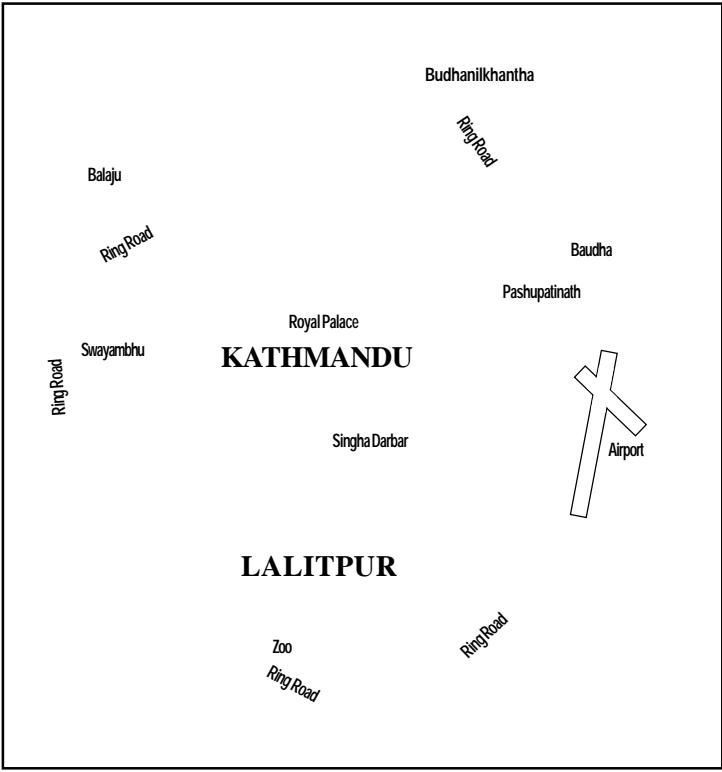 Budhanilkhantha
Ring Road
Balaju
Ring Road
Baudha
Pashupatinath
Royal Palace
Swayambhu
KATHMANDU
Ring Road
Singha Darbar
Airport
LALITPUR
Ring Road
Zoo
Ring Road